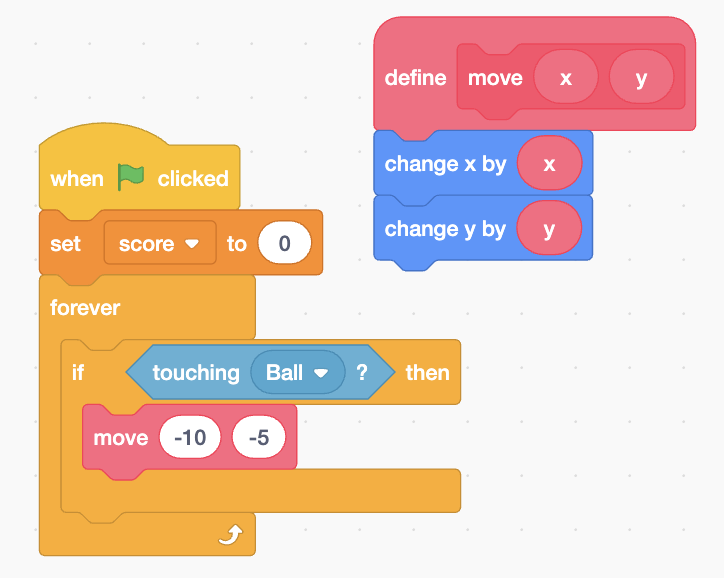 when clicked
set score to 0
forever
if touching Ball ? then
move -10 -5
define move x y
change x by x
change y by y